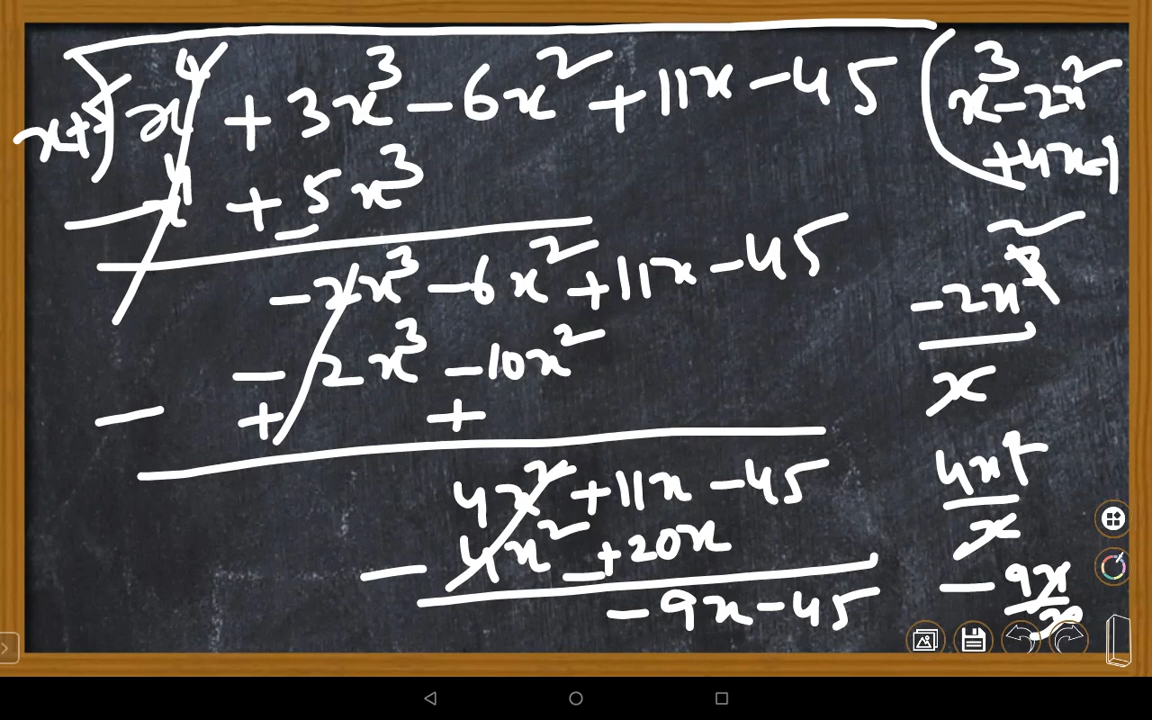 x+5) x⁴ + 3x³ - 6x² + 11x - 45 (x³ - 2x²
+4x-9
x⁴ + 5x³
- -
-2x³ - 6x² + 11x - 45
-2x³ - 10x²
- + +
4x² + 11x - 45
4x² + 20x
- -
-9x - 45
-2x³
x
4x²
x
-9x
x